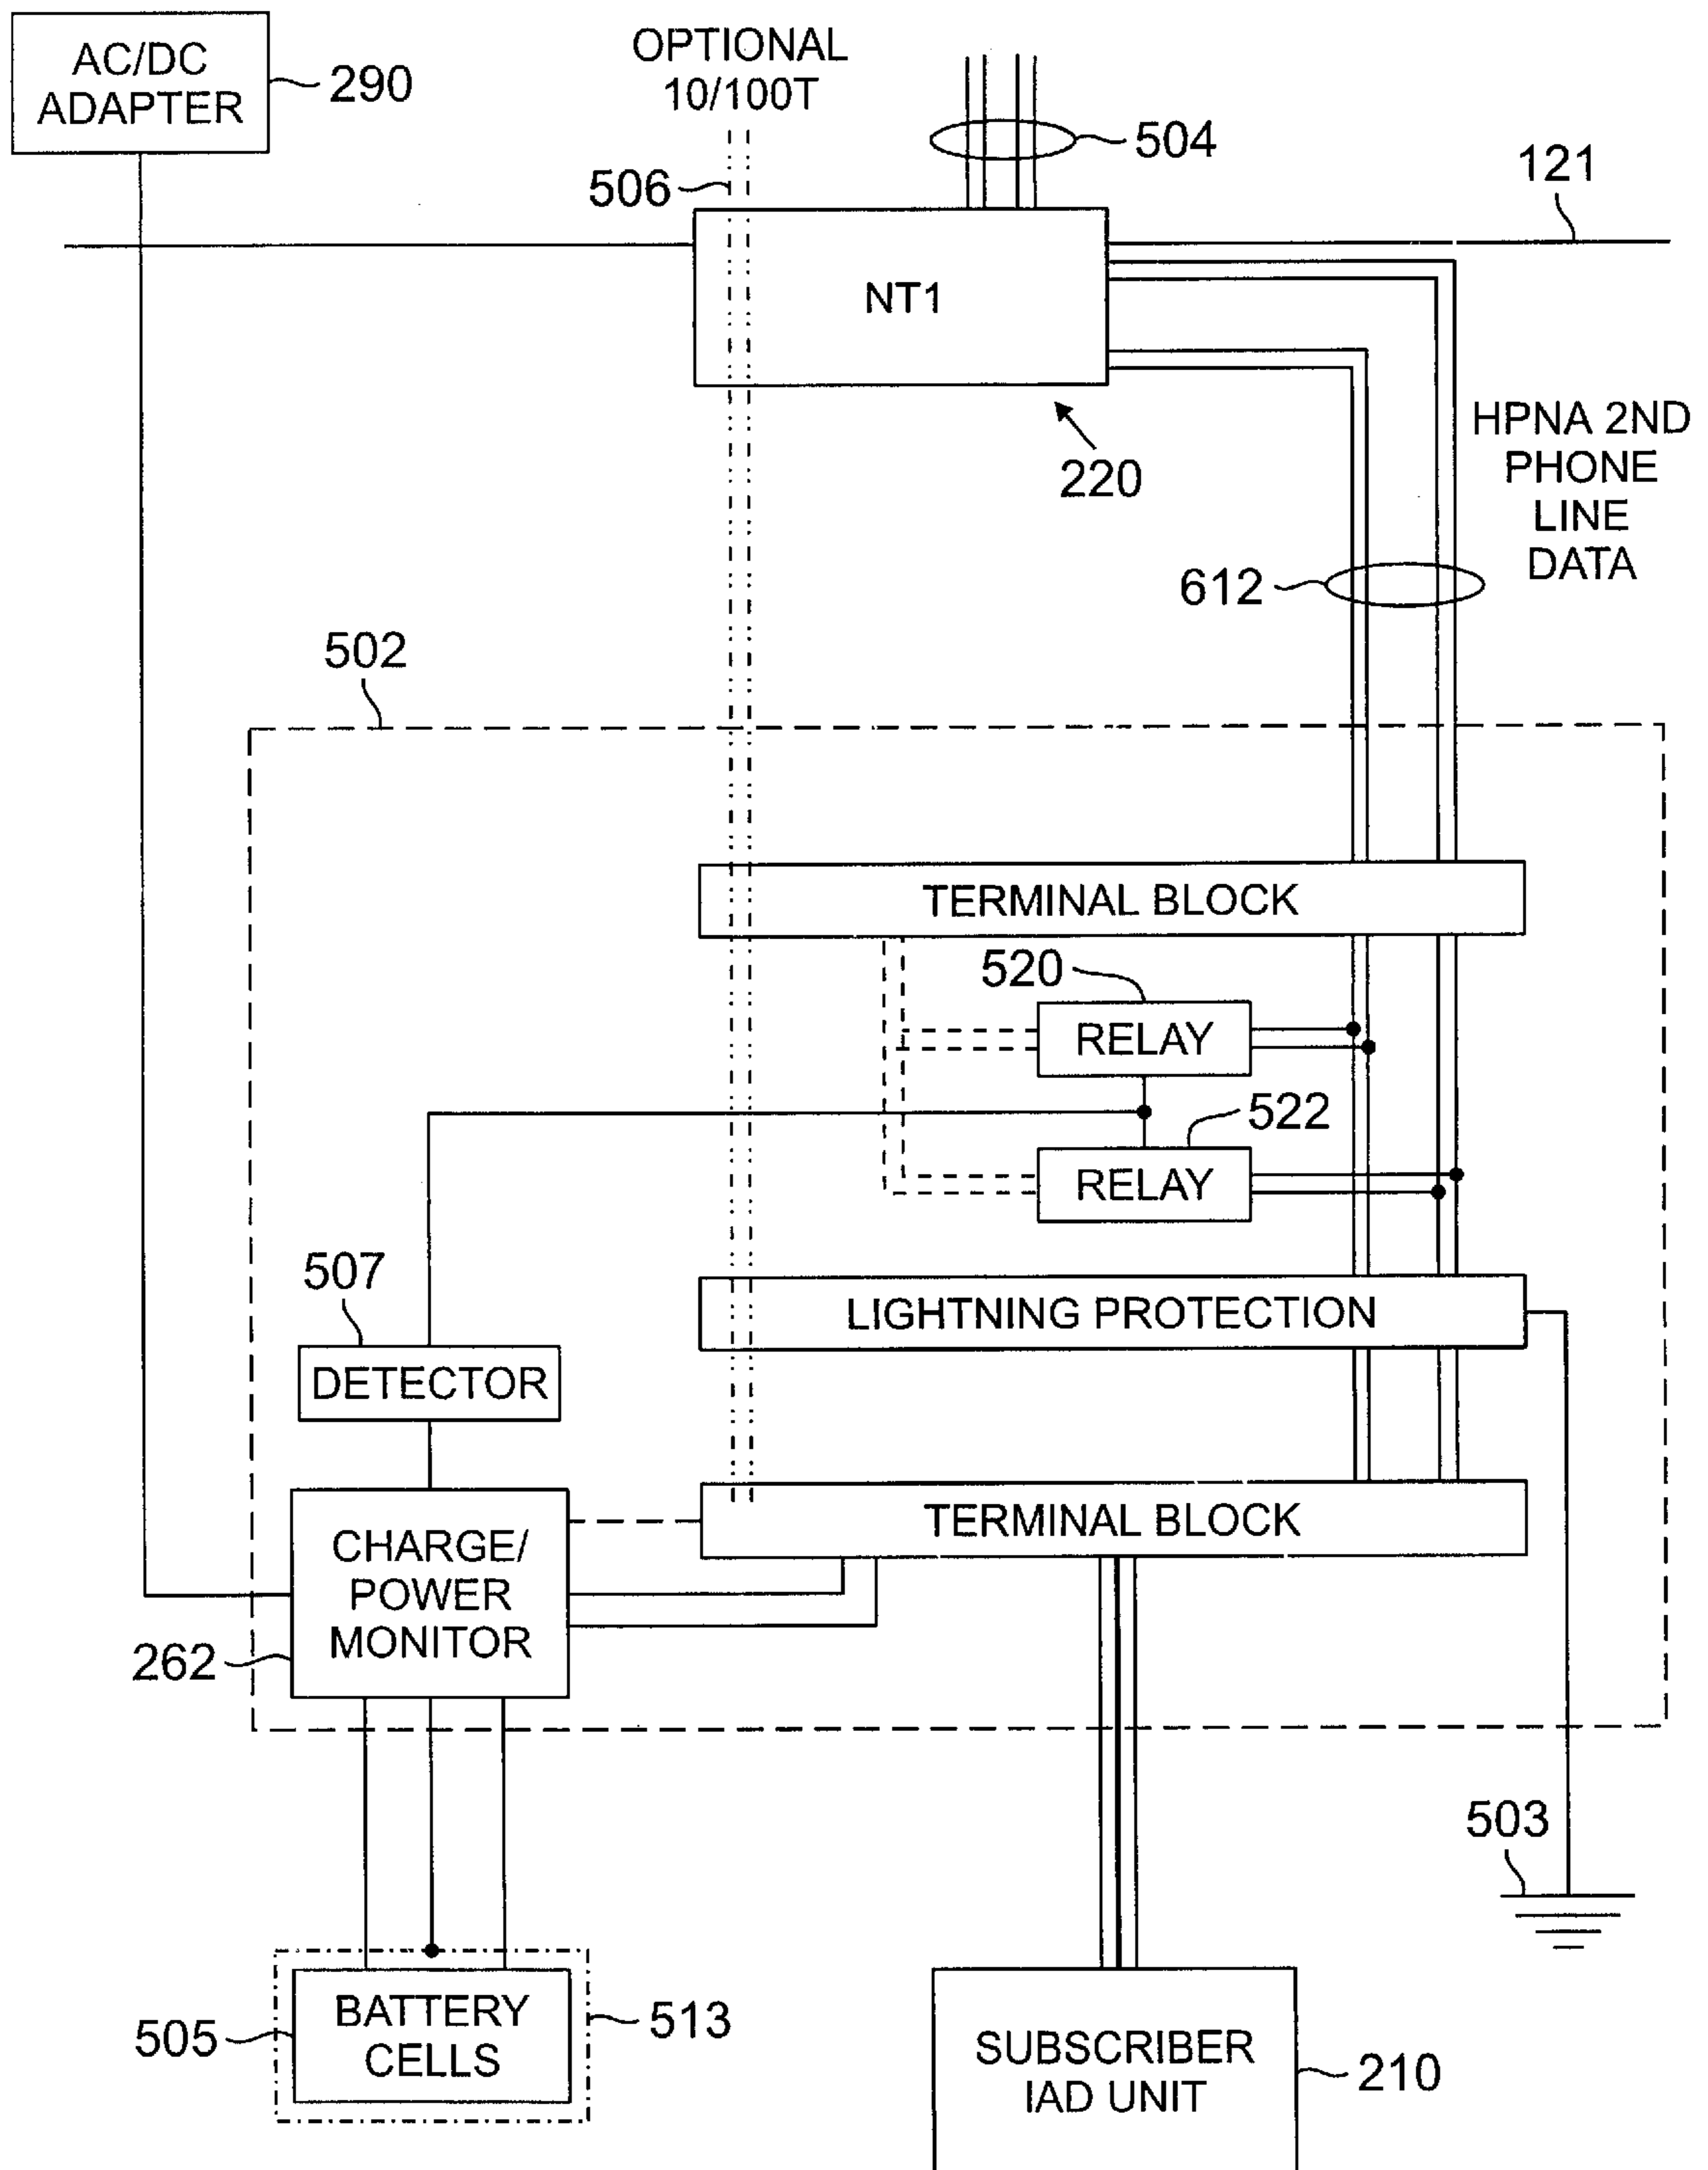 AC/DC
ADAPTER
290
OPTIONAL
10/100T
504
506
121
NT1
220
HPNA 2ND
PHONE
LINE
DATA
612
502
TERMINAL BLOCK
520
RELAY
522
RELAY
507
LIGHTNING PROTECTION
DETECTOR
TERMINAL BLOCK
CHARGE/
POWER
MONITOR
262
503
BATTERY
CELLS
505
513
SUBSCRIBER
IAD UNIT
210